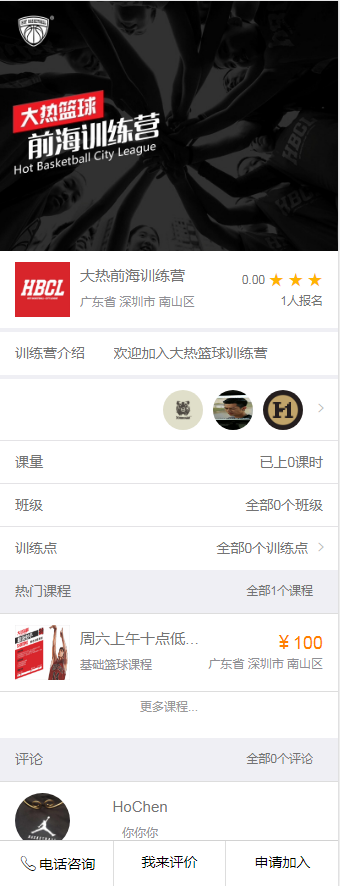 HOT BASKETBALL
大热篮球
前海训练营
Hot Basketball City League
HBCL
大热前海训练营
0.00
广东省 深圳市 南山区
1人报名
训练营介绍 欢迎加入大热篮球训练营
课量 已上0课时
班级 全部0个班级
训练点 全部0个训练点
热门课程 全部1个课程
周六上午十点低...
¥ 100
基础篮球课程
广东省 深圳市 南山区
更多课程...
评论 全部0个评论
HoChen
你你你
电话咨询 我来评价 申请加入